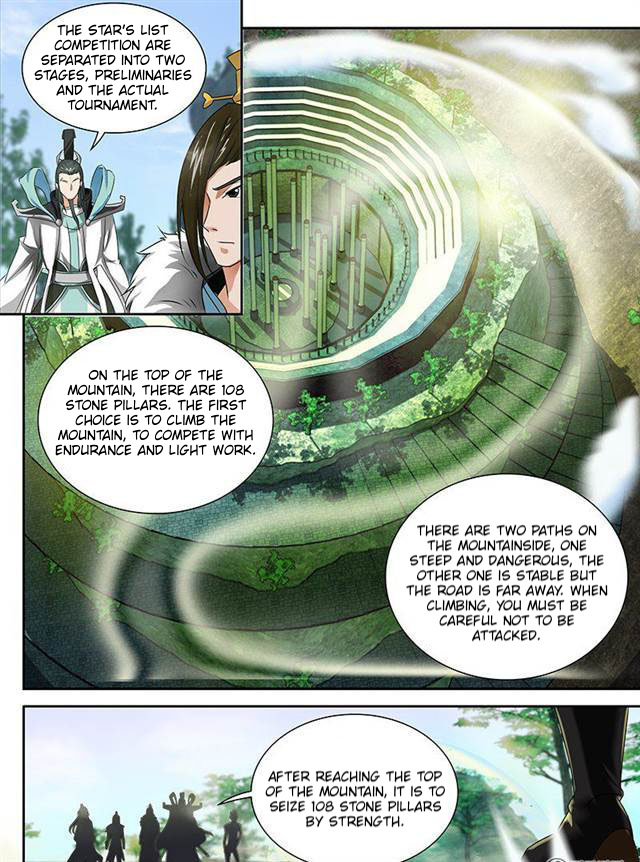 THE STAR'S LIST
COMPETITION ARE
SEPARATED INTO TWO
STAGES, PRELIMINARIES
AND THE ACTUAL
TOURNAMENT.
ON THE TOP OF THE
MOUNTAIN, THERE ARE 108
STONE PILLARS. THE FIRST
CHOICE IS TO CLIMB THE
MOUNTAIN, TO COMPETE WITH
ENDURANCE AND LIGHT WORK.
THERE ARE TWO PATHS ON
THE MOUNTAINSIDE, ONE
STEEP AND DANGEROUS, THE
OTHER ONE IS STABLE BUT
THE ROAD IS FAR AWAY. WHEN
CLIMBING, YOU MUST BE
CAREFUL NOT TO BE
ATTACKED.
AFTER REACHING THE TOP
OF THE MOUNTAIN, IT IS TO
SEIZE 108 STONE PILLARS
BY STRENGTH.